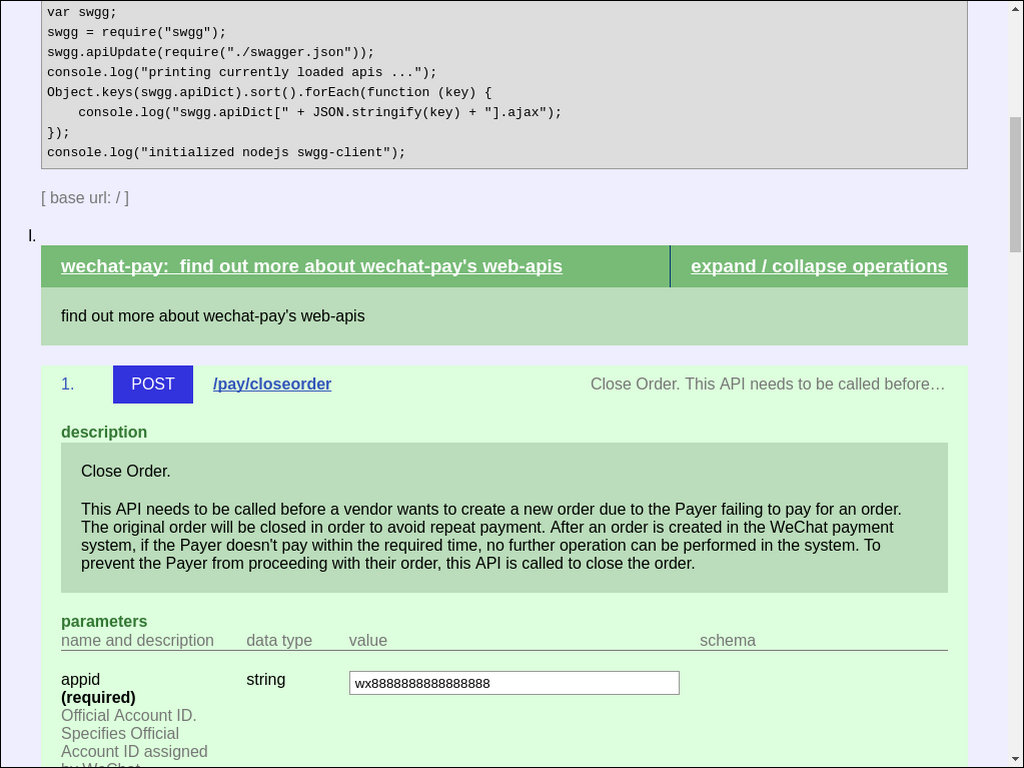 var swgg;
swgg = require("swgg");
swgg.apiUpdate(require("./swagger.json"));
console.log("printing currently loaded apis ...");
Object.keys(swgg.apiDict).sort().forEach(function (key) {
    console.log("swgg.apiDict[" + JSON.stringify(key) + "].ajax");
});
console.log("initialized nodejs swgg-client");
[ base url: / ]
I.
wechat-pay:  find out more about wechat-pay's web-apis expand / collapse operations
find out more about wechat-pay's web-apis
1. POST /pay/closeorder Close Order. This API needs to be called before…
description
Close Order.
This API needs to be called before a vendor wants to create a new order due to the Payer failing to pay for an order.
The original order will be closed in order to avoid repeat payment. After an order is created in the WeChat payment
system, if the Payer doesn't pay within the required time, no further operation can be performed in the system. To
prevent the Payer from proceeding with their order, this API is called to close the order.
parameters
name and description data type value schema
appid string wx8888888888888888
(required)
Official Account ID.
Specifies Official
Account ID assigned
by WeChat